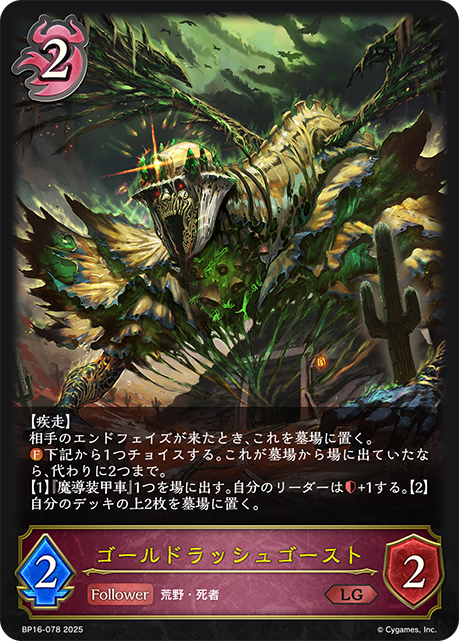 2
【疾走】
相手のエンドフェイズが来たとき、これを墓場に置く。
F 下記から1つチョイスする。これが墓場から場に出ていたな
ら、代わりに2つまで。
【1】『魔導装甲車』1つを場に出す。自分のリーダーは+1する。【2】
自分のデッキの上2枚を墓場に置く。
ゴールドラッシュゴースト
2
Follower 荒野・死者
LG
2
BP16-078 2025
© Cygames, Inc.